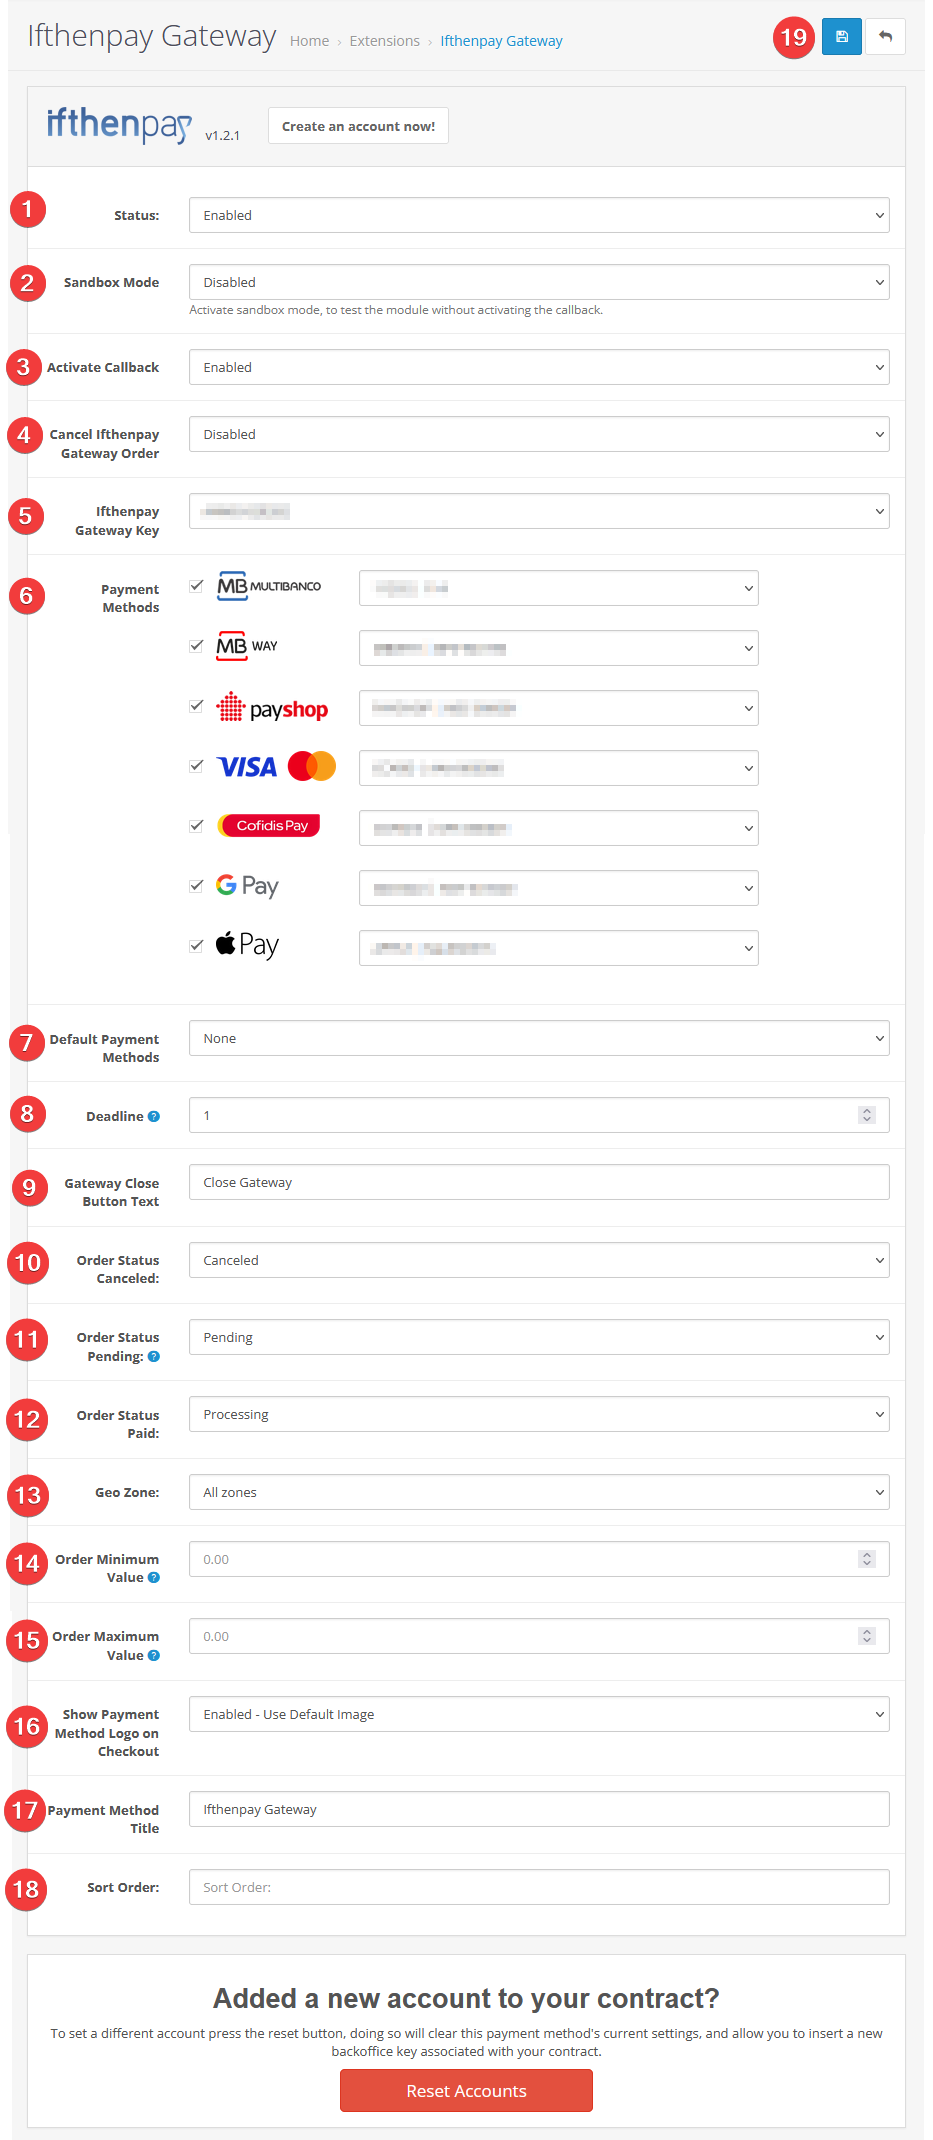 Ifthenpay Gateway Home › Extensions › Ifthenpay Gateway 19
ifthenpay v1.2.1 Create an account now!
1 Status: Enabled
2 Sandbox Mode Disabled
Activate sandbox mode, to test the module without activating the callback.
3 Activate Callback Enabled
4 Cancel Ifthenpay Gateway Order Disabled
5 Ifthenpay Gateway Key
6 Payment Methods
MB MULTIBANCO
MB WAY
payshop
VISA
Cofidis Pay
G Pay
Pay
7 Default Payment Methods None
8 Deadline ? 1
9 Gateway Close Button Text Close Gateway
10 Order Status Canceled: Canceled
11 Order Status Pending: ? Pending
12 Order Status Paid: Processing
13 Geo Zone: All zones
14 Order Minimum Value ? 0.00
15 Order Maximum Value ? 0.00
16 Show Payment Method Logo on Checkout Enabled - Use Default Image
17 Payment Method Title Ifthenpay Gateway
18 Sort Order: Sort Order:
Added a new account to your contract?
To set a different account press the reset button, doing so will clear this payment method's current settings, and allow you to insert a new
backoffice key associated with your contract.
Reset Accounts